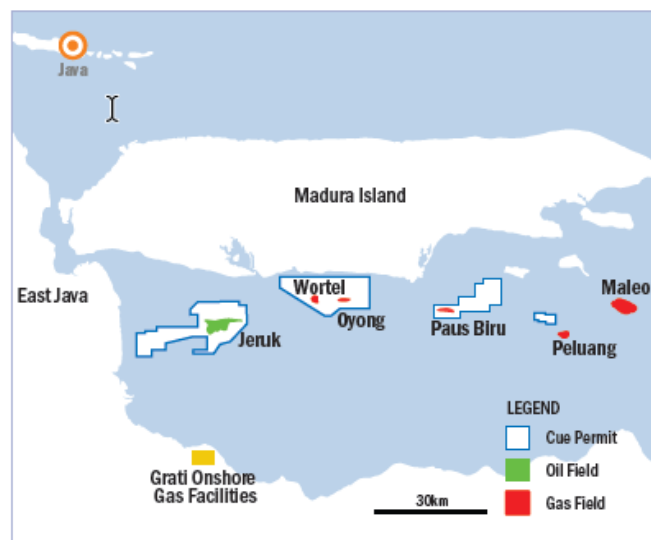 Java
Madura Island
East Java
Wortel
Oyong
Jeruk
Paus Biru
Maleo
Peluang
Grati Onshore
Gas Facilities
30km
LEGEND
Cue Permit
Oil Field
Gas Field